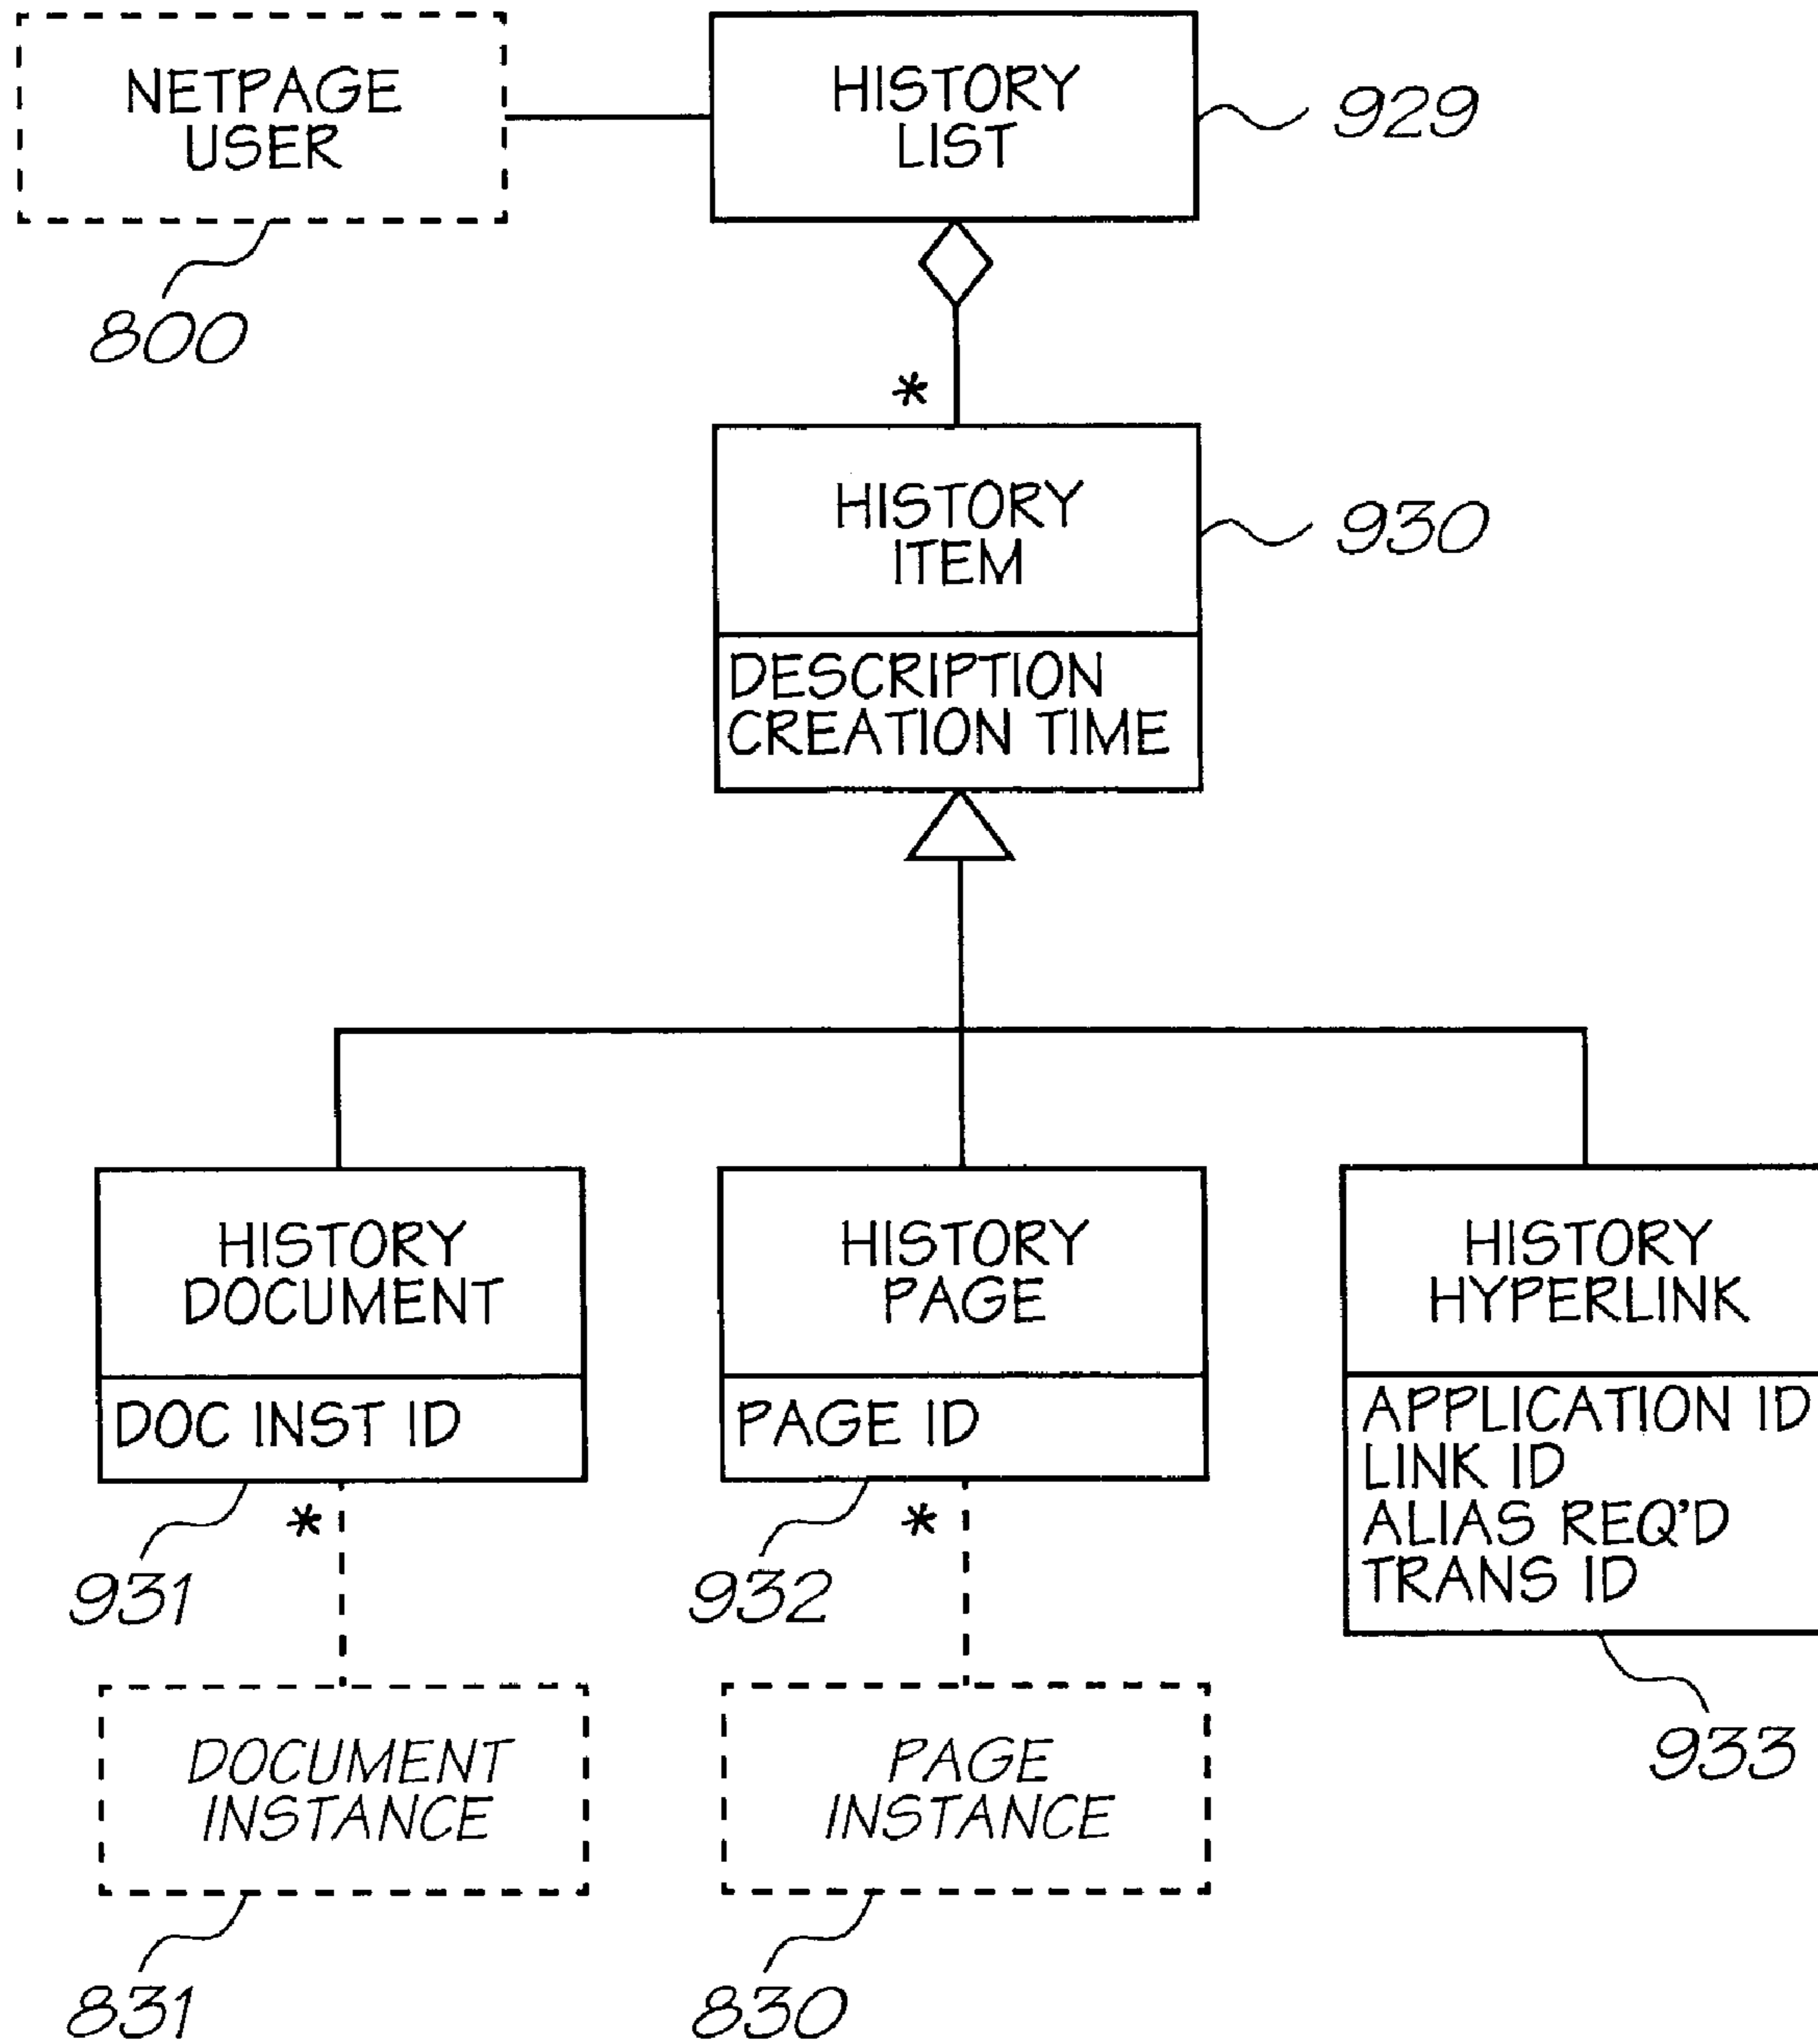 NETPAGE
USER
800
HISTORY
LIST
929
*
HISTORY
ITEM
930
DESCRIPTION
CREATION TIME
HISTORY
DOCUMENT
DOC INST ID
931
*
HISTORY
PAGE
PAGE ID
932
*
HISTORY
HYPERLINK
APPLICATION ID
LINK ID
ALIAS REQ'D
TRANS ID
933
DOCUMENT
INSTANCE
831
PAGE
INSTANCE
830